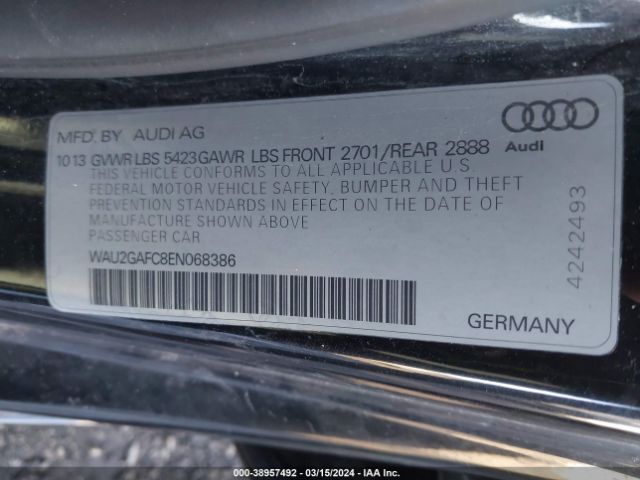 MFD. BY AUDI AG
10 13 GVWR LBS 5423 GAWR LBS FRONT 2701/REAR 2888
Audi
THIS VEHICLE CONFORMS TO ALL APPLICABLE U.S.
FEDERAL MOTOR VEHICLE SAFETY, BUMPER AND THEFT
PREVENTION STANDARDS IN EFFECT ON THE DATE OF
MANUFACTURE SHOWN ABOVE
PASSENGER CAR
WAU2GAFC8EN068386
4242493
GERMANY
000-38957492 — 03/15/2024 — IAA Inc.